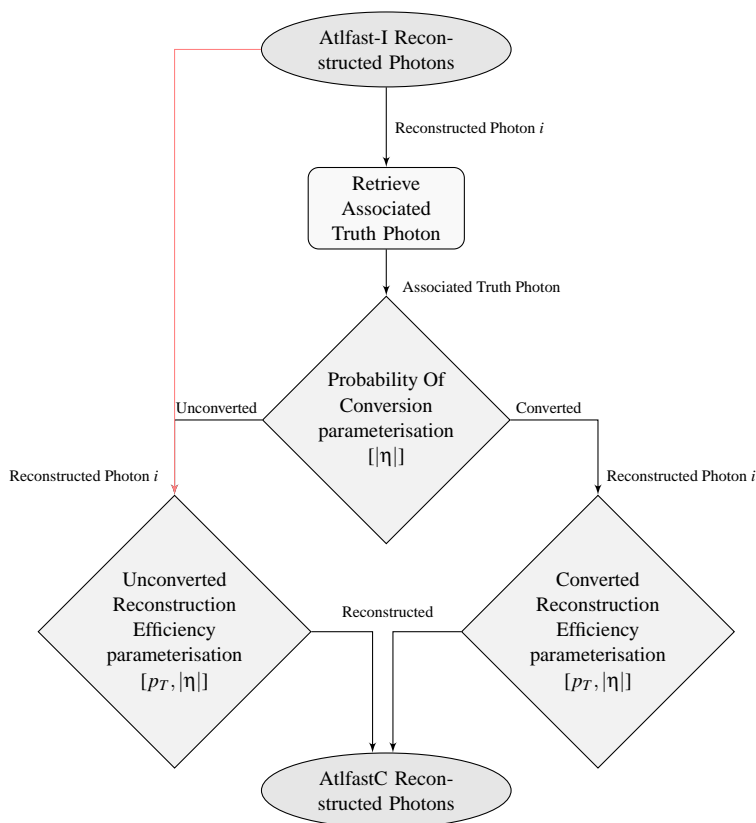 Atlfast-I Recon-
structed Photons
Reconstructed Photon i
Retrieve
Associated
Truth Photon
Associated Truth Photon
Probability Of
Conversion
parameterisation
[|η|]
Unconverted
Converted
Reconstructed Photon i
Reconstructed Photon i
Unconverted
Reconstruction
Efficiency
parameterisation
[p_T, |η|]
Reconstructed
Converted
Reconstruction
Efficiency
parameterisation
[p_T, |η|]
AtlfastC Recon-
structed Photons